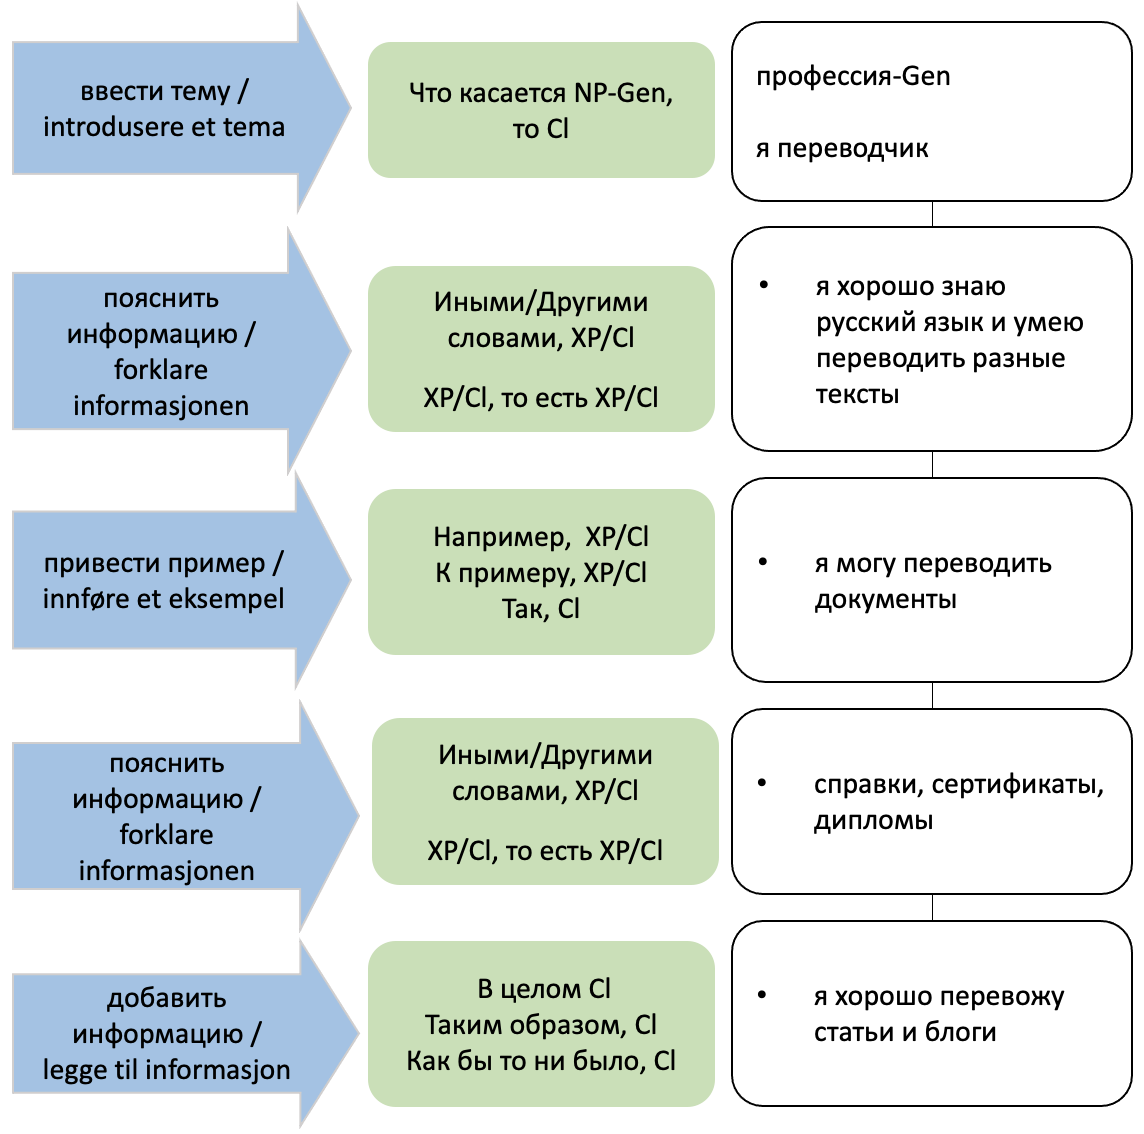 ввести тему /
introdusere et tema
Что касается NP-Gen,
то Cl
профессия-Gen
я переводчик
пояснить
информацию /
forklare
informasjonen
Иными/Другими
словами, XP/Cl
XP/Cl, то есть XP/Cl
• я хорошо знаю
русский язык и умею
переводить разные
тексты
привести пример /
innføre et eksempel
Например, XP/Cl
К примеру, XP/Cl
Так, Cl
• я могу переводить
документы
пояснить
информацию /
forklare
informasjonen
Иными/Другими
словами, XP/Cl
XP/Cl, то есть XP/Cl
• справки, сертификаты,
дипломы
добавить
информацию /
legge til informasjon
В целом Cl
Таким образом, Cl
Как бы то ни было, Cl
• я хорошо перевожу
статьи и блоги